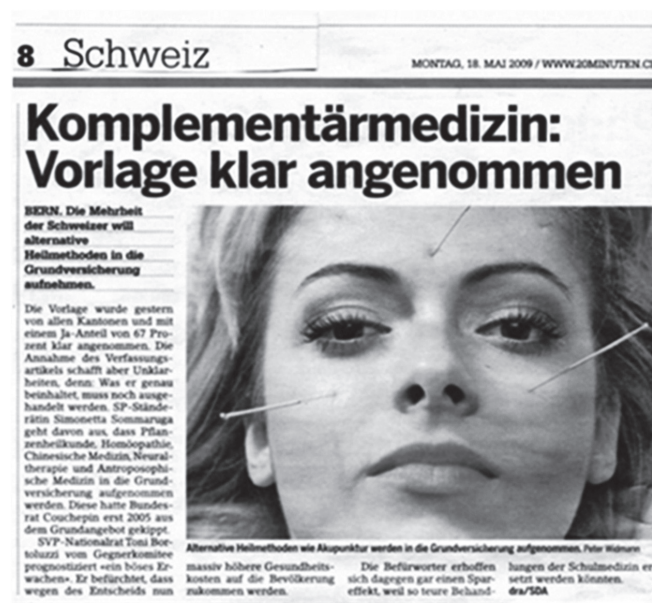 8 Schweiz
MONTAG, 18. MAI 2009 / WWW.20MINUTEN.C
Komplementärmedizin:
Vorlage klar angenommen
BERN. Die Mehrheit
der Schweizer will
alternative
Heilmethoden in die
Grundversicherung
aufnehmen.
Die Vorlage wurde gestern
von allen Kantonen und mit
einem Ja-Anteil von 67 Pro-
zent klar angenommen. Die
Annahme des Verfassungs-
artikels schafft aber Unklar-
heiten, denn: Was er genau
beinhaltet, muss noch ausge-
handelt werden. SP-Stände-
rätin Simonetta Sommaruga
geht davon aus, dass Pflan-
zenheilkunde, Homöopathie,
Chinesische Medizin, Neural-
therapie und Antroposophi-
sche Medizin in die Grund-
versicherung aufgenommen
werden. Diese hatte Bundes-
rat Couchepin erst 2005 aus
dem Grundangebot gekippt.
SVP-Nationalrat Toni Bor-
toluzzi vom Gegnerkomitee
prognostiziert «ein böses Er-
wachen». Er befürchtet, dass
wegen des Entscheids nun
Alternative Heilmethoden wie Akupunktur werden in die Grundversicherung aufgenommen. Peter Widmann
massiv höhere Gesundheits-
kosten auf die Bevölkerung
zukommen werden.
Die Befürworter erhoffen
sich dagegen gar einen Spar-
effekt, weil so teure Behand-
lungen der Schulmedizin er
setzt werden könnten.
dra/SDA